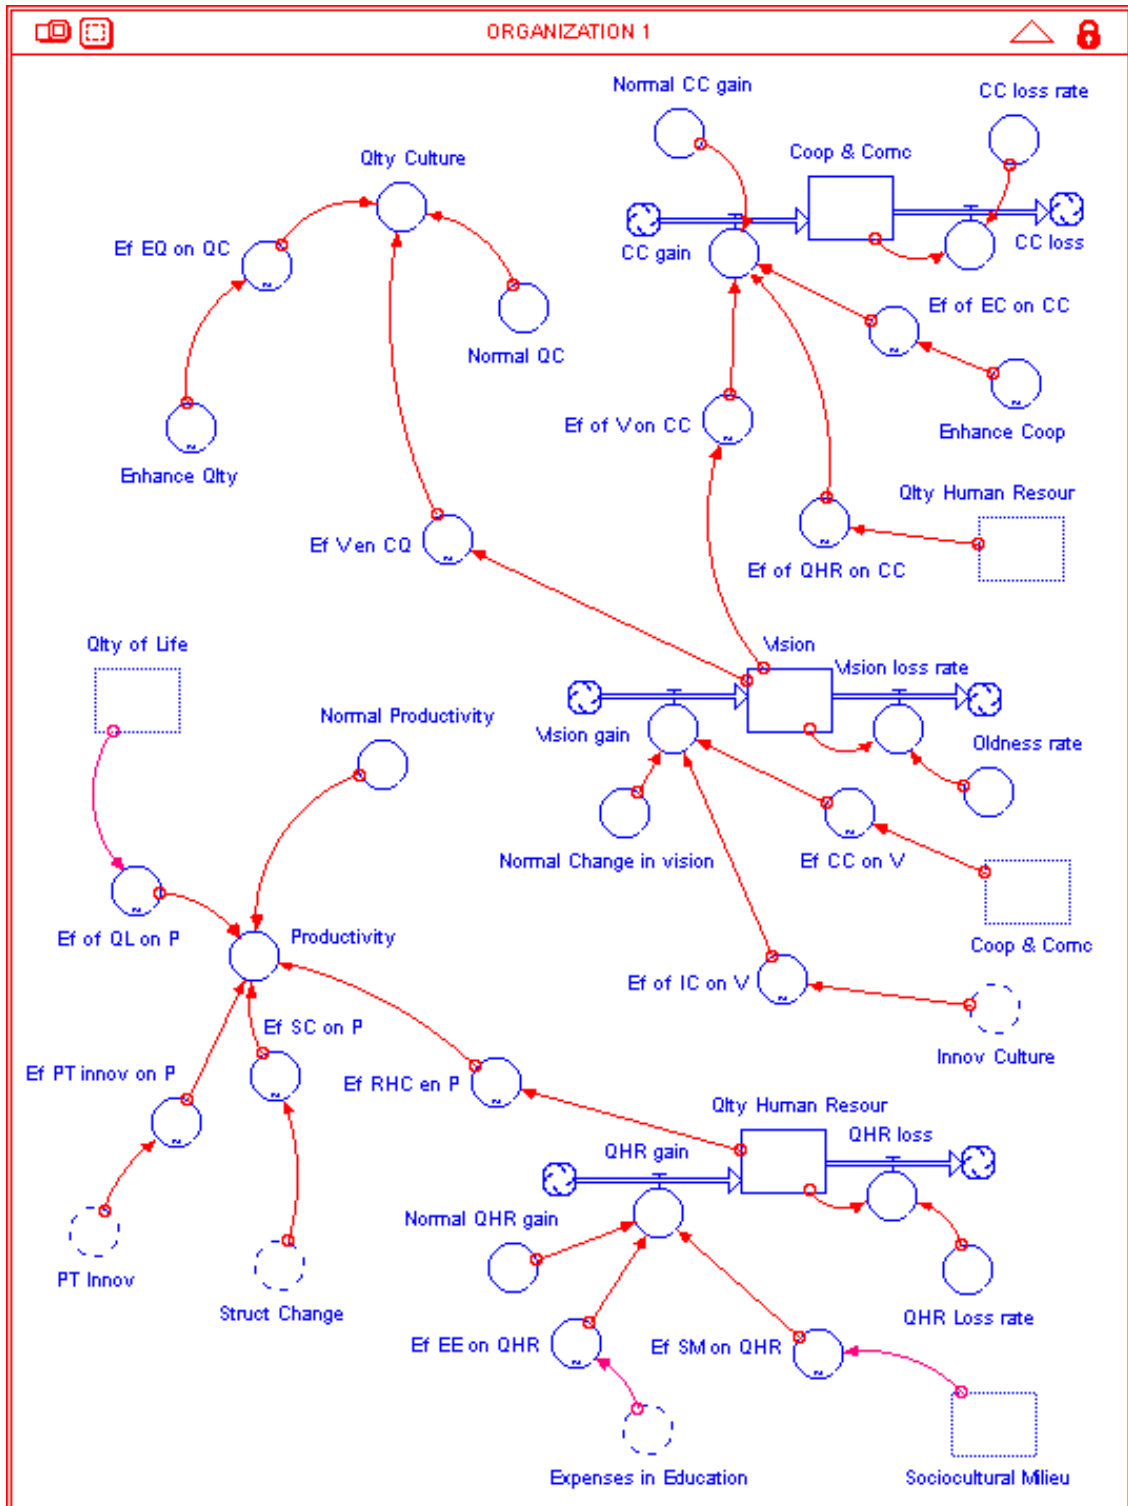 ORGANIZATION 1
Normal CC gain
CC loss rate
Coop & Comc
Qlty Culture
Ef EQ on QC
CC gain
CC loss
Ef of EC on CC
Normal QC
Ef of V on CC
Enhance Coop
Enhance Qlty
Qlty Human Resour
Ef V en CQ
Ef of QHR on CC
Qlty of Life
Vision
Vision loss rate
Normal Productivity
Vision gain
Oldness rate
Normal Change in vision
Ef CC on V
Ef of QL on P
Productivity
Coop & Comc
Ef of IC on V
Ef SC on P
Innov Culture
Ef PT innov on P
Ef RHC en P
Qlty Human Resour
QHR loss
QHR gain
Normal QHR gain
PT Innov
Struct Change
QHR Loss rate
Ef EE on QHR
Ef SM on QHR
Expenses in Education
Sociocultural Milieu